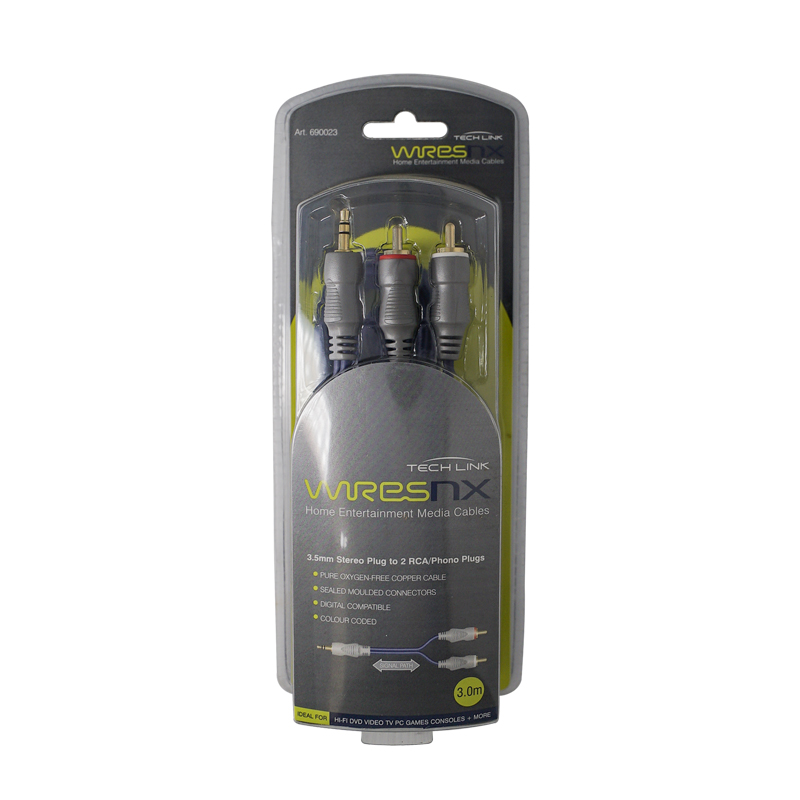 Art. 690023
TECH LINK
WIRESNX
Home Entertainment Media Cables
TECH LINK
WIRESNX
Home Entertainment Media Cables
3.5mm Stereo Plug to 2 RCA/Phono Plugs
PURE OXYGEN-FREE COPPER CABLE
SEALED MOULDED CONNECTORS
DIGITAL COMPATIBLE
COLOUR CODED
SIGNAL PATH
3.0m
IDEAL FOR HI-FI DVD VIDEO TV PC GAMES CONSOLES + MORE